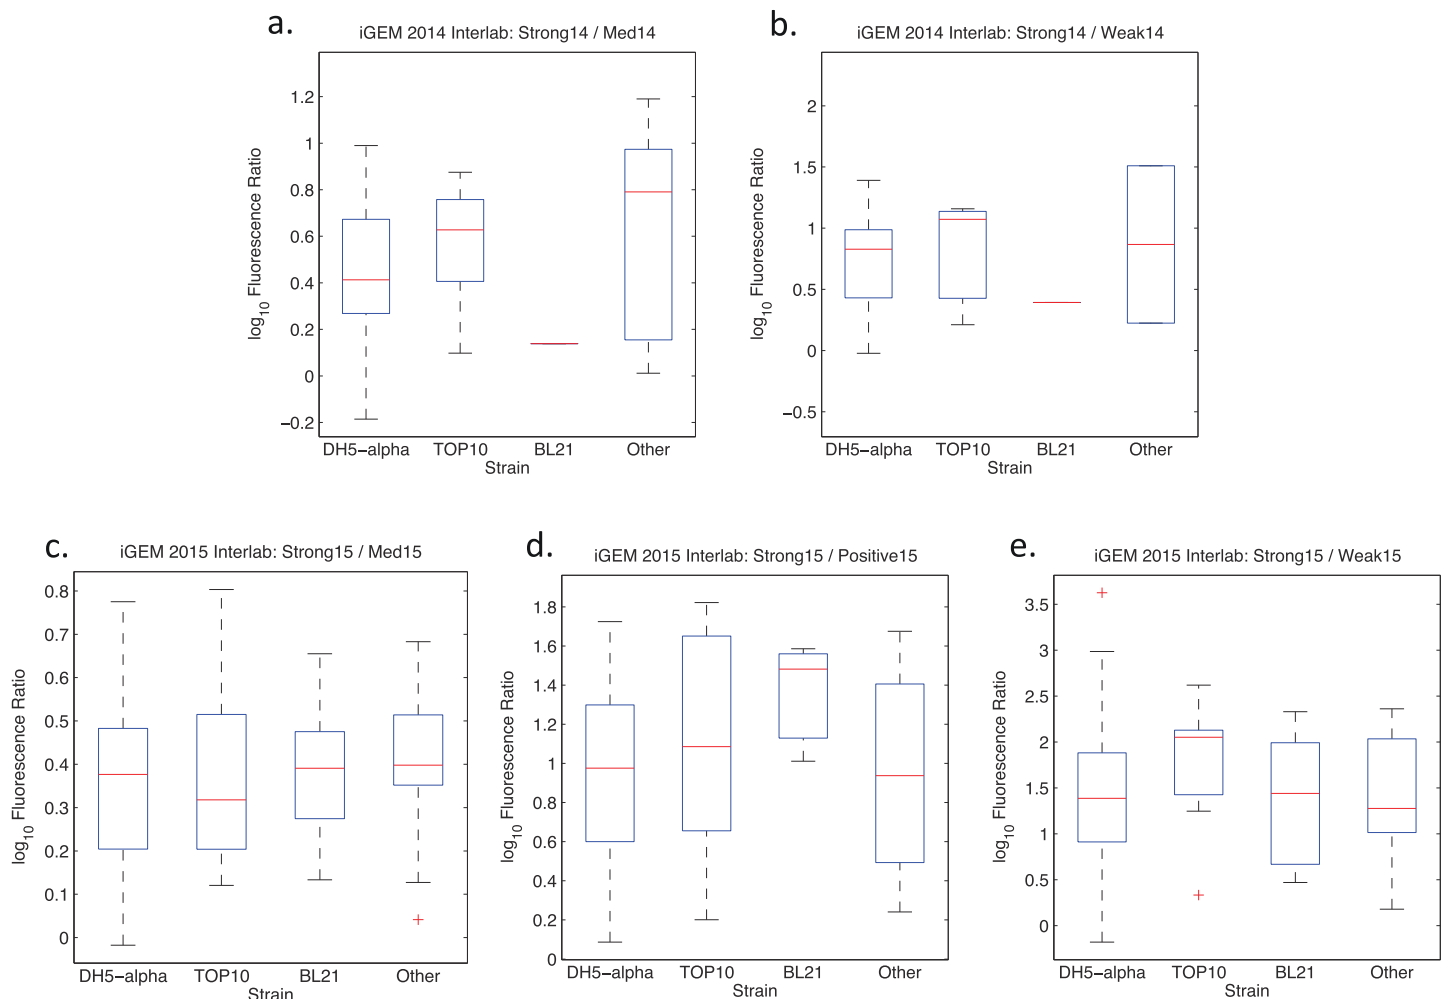 a.
iGEM 2014 Interlab: Strong14 / Med14
log10 Fluorescence Ratio
1.2
1
0.8
0.6
0.4
0.2
0
−0.2
DH5−alpha TOP10 BL21 Other
Strain
b.
iGEM 2014 Interlab: Strong14 / Weak14
log10 Fluorescence Ratio
2
1.5
1
0.5
0
−0.5
DH5−alpha TOP10 BL21 Other
Strain
c.
iGEM 2015 Interlab: Strong15 / Med15
log10 Fluorescence Ratio
0.8
0.7
0.6
0.5
0.4
0.3
0.2
0.1
0
DH5−alpha TOP10 BL21 Other
Strain
d.
iGEM 2015 Interlab: Strong15 / Positive15
log10 Fluorescence Ratio
1.8
1.6
1.4
1.2
1
0.8
0.6
0.4
0.2
0
DH5−alpha TOP10 BL21 Other
Strain
e.
iGEM 2015 Interlab: Strong15 / Weak15
log10 Fluorescence Ratio
3.5
3
2.5
2
1.5
1
0.5
0
DH5−alpha TOP10 BL21 Other
Strain